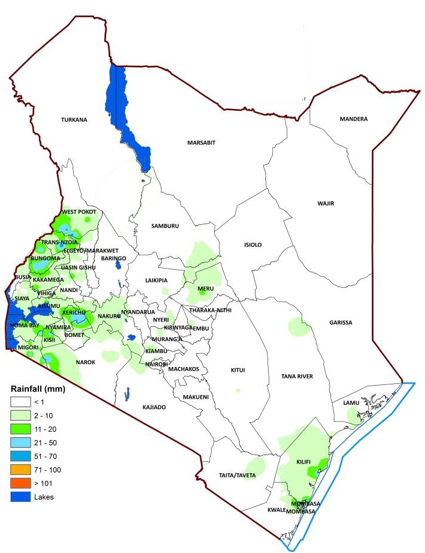 MANDERA
TURKANA
MARSABIT
WAJIR
WEST POKOT
SAMBURU
TRANS-NZOIA
ELGEYO/MARAKWET
ISIOLO
BUNGOMA
BARINGO
UASIN GISHU
BUSIA
KAKAMEGA
LAIPIKIA
MERU
VIHIGA
NANDI
SIAYA
KISUMU
THARAKA-NITHI
KERICHO
NAKURU
NYANDARUA
NYERI
GARISSA
HOMA BAY
NYAMIRA
KIRINYAGA
EMBU
BOMET
KISII
MURANG'A
MIGORI
KIAMBU
NAROK
NAIROBI
MACHAKOS
KITUI
TANA RIVER
MAKUENI
KAJIADO
LAMU
KILIFI
TAITA/TAVETA
MOMBASA
KWALE
MOMBASA
Rainfall (mm)
< 1
2 - 10
11 - 20
21 - 50
51 - 70
71 - 100
> 101
Lakes